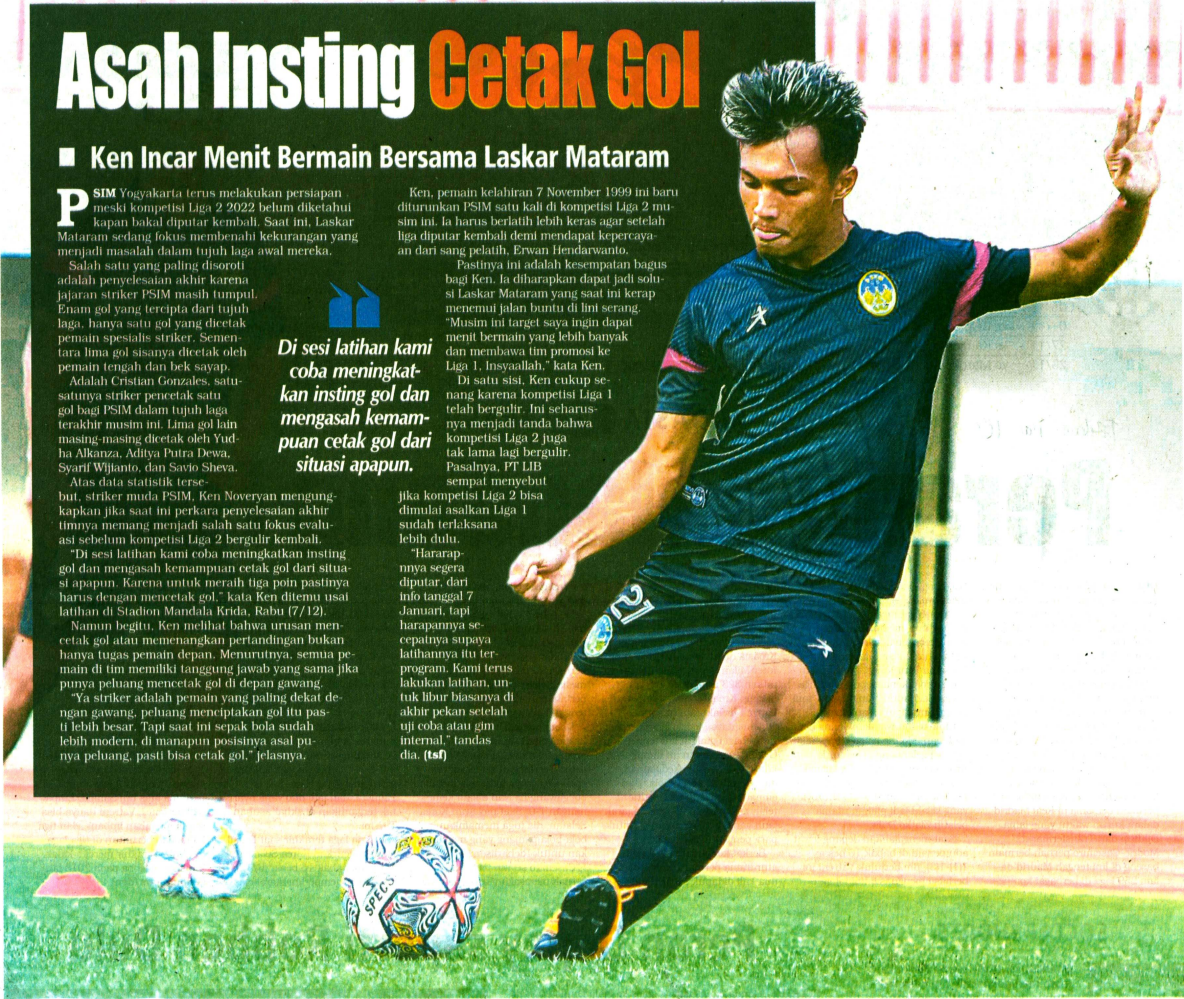 Asah Insting Cetak Gol
■ Ken Incar Menit Bermain Bersama Laskar Mataram
PSIM Yogyakarta terus melakukan persiapan
meski kompetisi Liga 2 2022 belum diketahui
kapan bakal diputar kembali. Saat ini, Laskar
Mataram sedang fokus membenahi kekurangan yang
menjadi masalah dalam tujuh laga awal mereka.
Salah satu yang paling disoroti
adalah penyelesaian akhir karena
jajaran striker PSIM masih tumpul.
Enam gol yang tercipta dari tujuh
laga, hanya satu gol yang dicetak
pemain spesialis striker. Semen-
tara lima gol sisanya dicetak oleh
pemain tengah dan bek sayap.
Adalah Cristian Gonzales, satu-
satunya striker pencetak satu
gol bagi PSIM dalam tujuh laga
terakhir musim ini. Lima gol lain
masing-masing dicetak oleh Yud-
ha Alkanza, Aditya Putra Dewa,
Syarif Wijianto, dan Savio Sheva.
Atas data statistik terse-
but, striker muda PSIM, Ken Noveryan mengung-
kapkan jika saat ini perkara penyelesaian akhir
timnya memang menjadi salah satu fokus evalu-
asi sebelum kompetisi Liga 2 bergulir kembali.
"Di sesi latihan kami coba meningkatkan insting
gol dan mengasah kemampuan cetak gol dari situa-
si apapun. Karena untuk meraih tiga poin pastinya
harus dengan mencetak gol," kata Ken ditemu usai
latihan di Stadion Mandala Krida, Rabu (7/12).
Namun begitu, Ken melihat bahwa urusan men-
cetak gol atau memenangkan pertandingan bukan
hanya tugas pemain depan. Menurutnya, semua pe-
main di tim memiliki tanggung jawab yang sama jika
punya peluang mencetak gol di depan gawang.
"Ya striker adalah pemain yang paling dekat de-
ngan gawang, peluang menciptakan gol itu pas-
ti lebih besar. Tapi saat ini sepak bola sudah
lebih modern, di manapun posisinya asal pu-
nya peluang, pasti bisa cetak gol," jelasnya.
Di sesi latihan kami
coba meningkat-
kan insting gol dan
mengasah kemam-
puan cetak gol dari
situasi apapun.
Ken, pemain kelahiran 7 November 1999 ini baru
diturunkan PSIM satu kali di kompetisi Liga 2 mu-
sim ini. Ia harus berlatih lebih keras agar setelah
liga diputar kembali demi mendapat kepercaya-
an dari sang pelatih, Erwan Hendarwanto.
Pastinya ini adalah kesempatan bagus
bagi Ken. Ia diharapkan dapat jadi solu-
si Laskar Mataram yang saat ini kerap
menemui jalan buntu di lini serang.
"Musim ini target saya ingin dapat
menit bermain yang lebih banyak
dan membawa tim promosi ke
Liga 1, Insyaallah," kata Ken.
Di satu sisi, Ken cukup se-
nang karena kompetisi Liga 1
telah bergulir. Ini seharus-
nya menjadi tanda bahwa
kompetisi Liga 2 juga
tak lama lagi bergulir.
Pasalnya, PT LIB
sempat menyebut
jika kompetisi Liga 2 bisa
dimulai asalkan Liga 1
sudah terlaksana
lebih dulu.
"Hararap-
nnya segera
diputar, dari
info tanggal 7
Januari, tapi
harapannya se-
cepatnya supaya
latihannya itu ter-
program. Kami terus
lakukan latihan, un-
tuk libur biasanya di
akhir pekan setelah
uji coba atau gim
internal," tandas
dia. (tsf)
27
SPECS